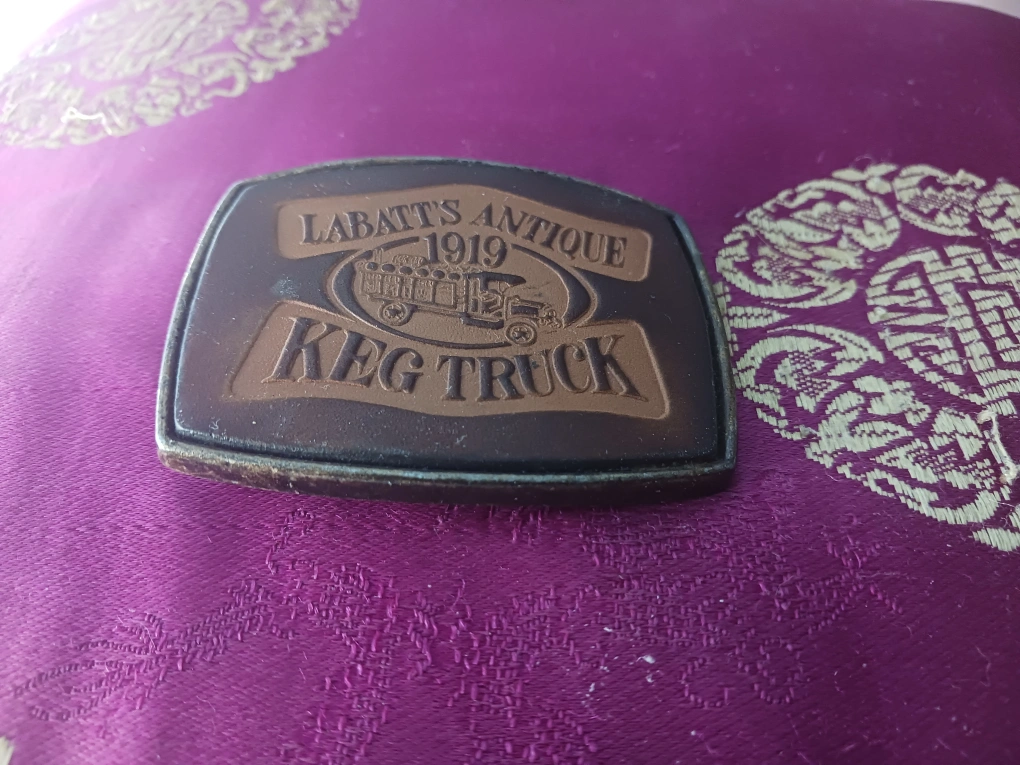 LABATT'S ANTIQUE
1919
KEG TRUCK